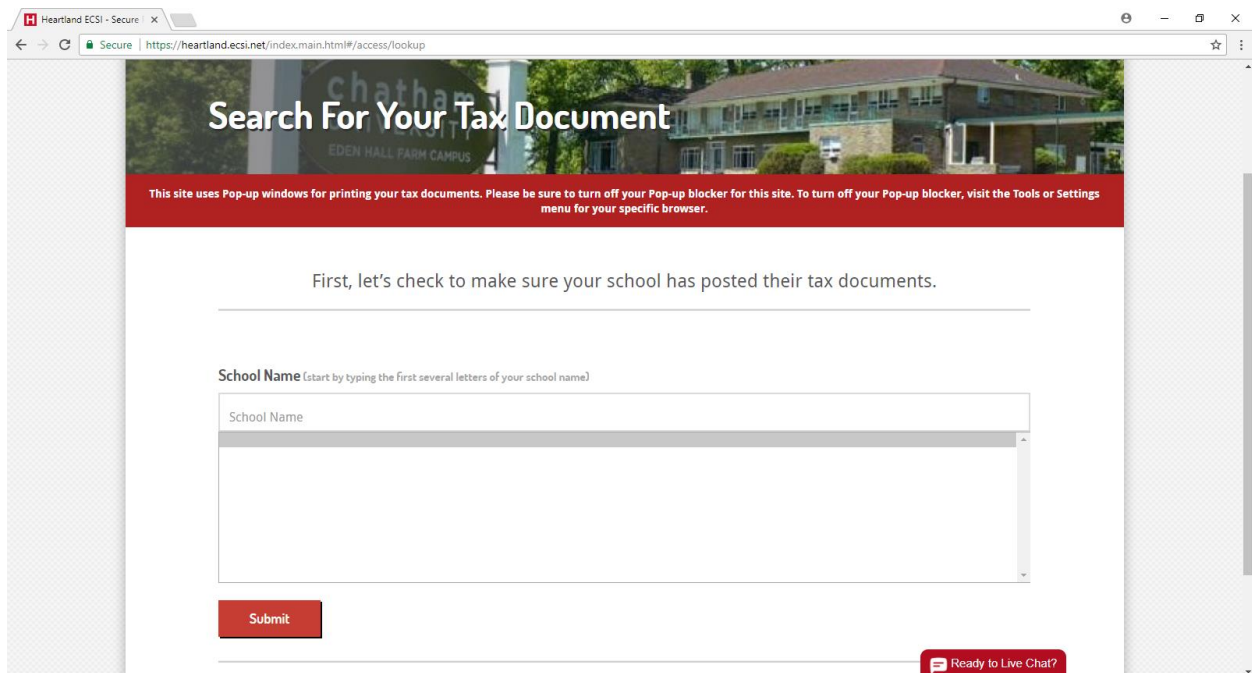 Heartland ECSI - Secure
Secure | https://heartland.ecsi.net/index.main.html#/access/lookup
chatham
UNIVERSITY
EDEN HALL FARM CAMPUS
Search For Your Tax Document
This site uses Pop-up windows for printing your tax documents. Please be sure to turn off your Pop-up blocker for this site. To turn off your Pop-up blocker, visit the Tools or Settings
menu for your specific browser.
First, let's check to make sure your school has posted their tax documents.
School Name (start by typing the first several letters of your school name)
School Name
Submit
Ready to Live Chat?